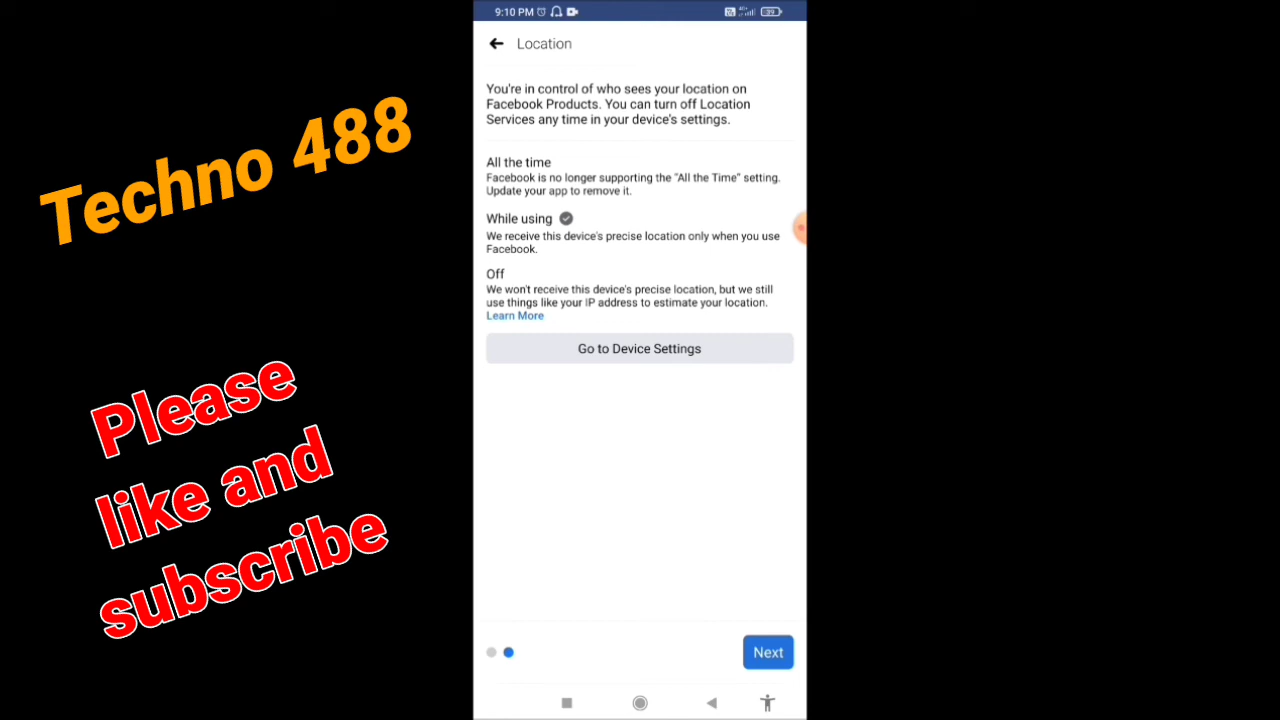 Techno 488
Please
like and
subscribe
9:10 PM
39
Location
You're in control of who sees your location on
Facebook Products. You can turn off Location
Services any time in your device's settings.
All the time
Facebook is no longer supporting the "All the Time" setting.
Update your app to remove it.
While using
We receive this device's precise location only when you use
Facebook.
Off
We won't receive this device's precise location, but we still
use things like your IP address to estimate your location.
Learn More
Go to Device Settings
Next